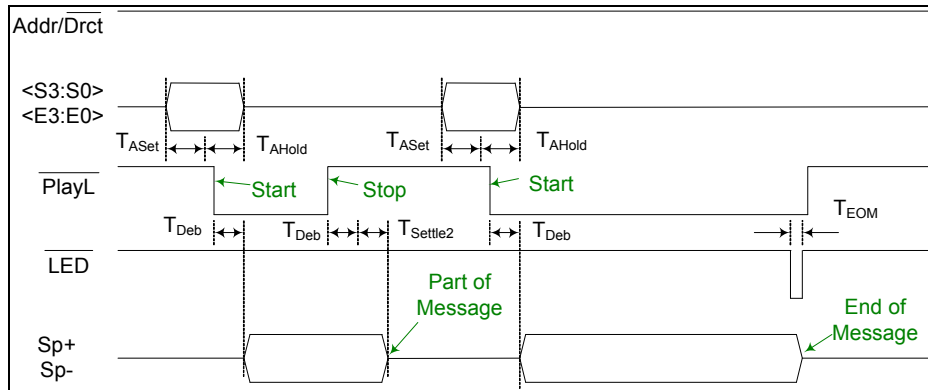 Addr/Drct
<S3:S0>
<E3:E0>
TASet
TAHold
TASet
TAHold
PlayL
Start
Stop
Start
TDeb
TDeb
TSettle2
TDeb
TEOM
LED
Part of
Message
End of
Message
Sp+
Sp-